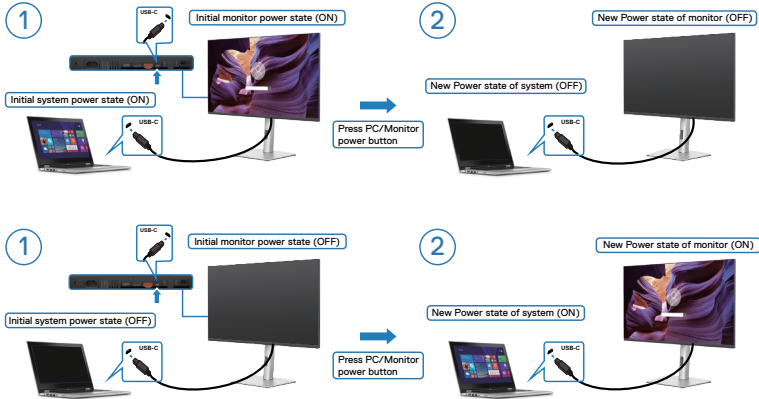 1
USB-C
Initial monitor power state (ON)
Initial system power state (ON)
USB-C
Press PC/Monitor
power button
2
New Power state of monitor (OFF)
New Power state of system (OFF)
USB-C
1
USB-C
Initial monitor power state (OFF)
Initial system power state (OFF)
USB-C
Press PC/Monitor
power button
2
New Power state of monitor (ON)
New Power state of system (ON)
USB-C